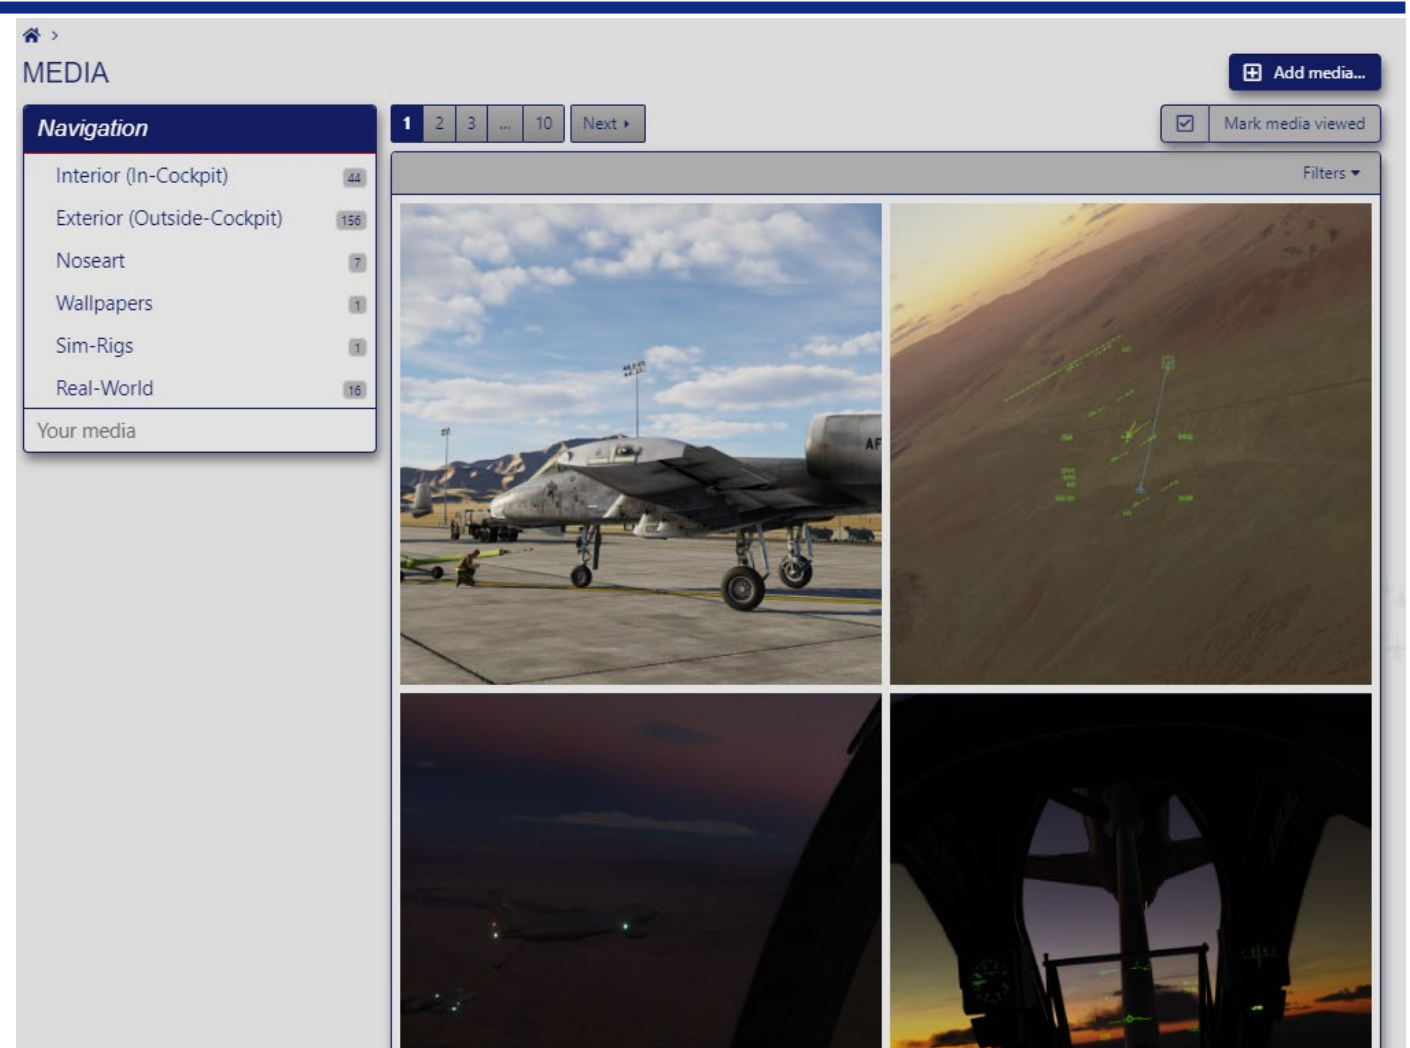 MEDIA
Add media...
Navigation
Interior (In-Cockpit) 44
Exterior (Outside-Cockpit) 156
Noseart 7
Wallpapers 1
Sim-Rigs 1
Real-World 16
Your media
1 2 3 ... 10 Next
Mark media viewed
Filters
AF